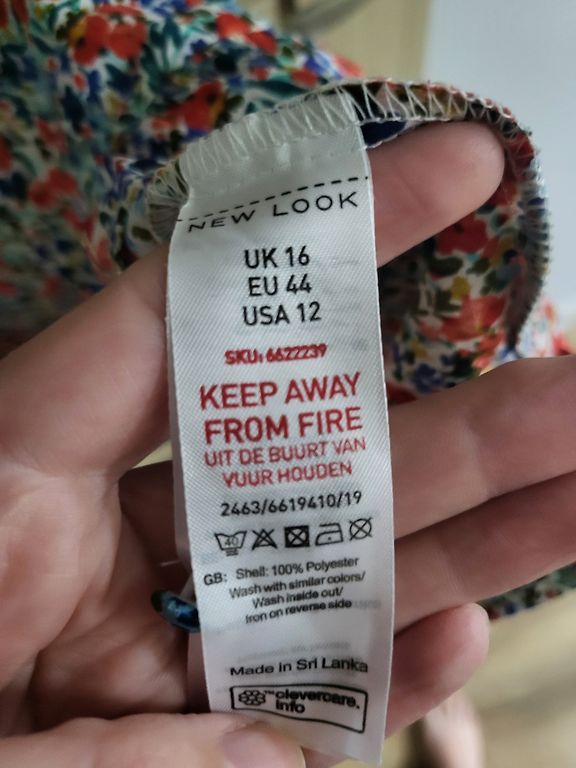 NEW LOOK
UK 16
EU 44
USA 12
SKU: 6622239
KEEP AWAY
FROM FIRE
UIT DE BUURT VAN
VUUR HOUDEN
2463/6619410/19
40
GB: Shell: 100% Polyester
Wash with similar colors/
Wash inside out/
Iron on reverse side
Made in Sri Lanka
™clevercare.
info